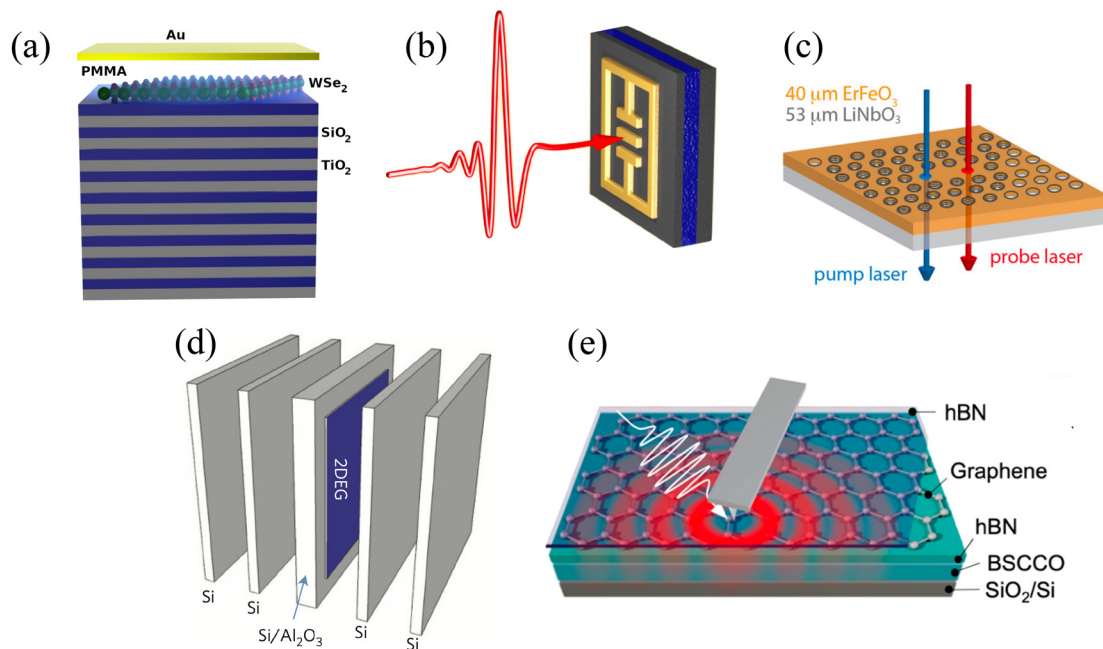 (a)
Au
PMMA
WSe₂
SiO₂
TiO₂
(b)
(c)
40 μm ErFeO₃
53 μm LiNbO₃
pump laser
probe laser
(d)
2DEG
Si
Si
Si/Al₂O₃
Si
Si
(e)
hBN
Graphene
hBN
BSCCO
SiO₂/Si